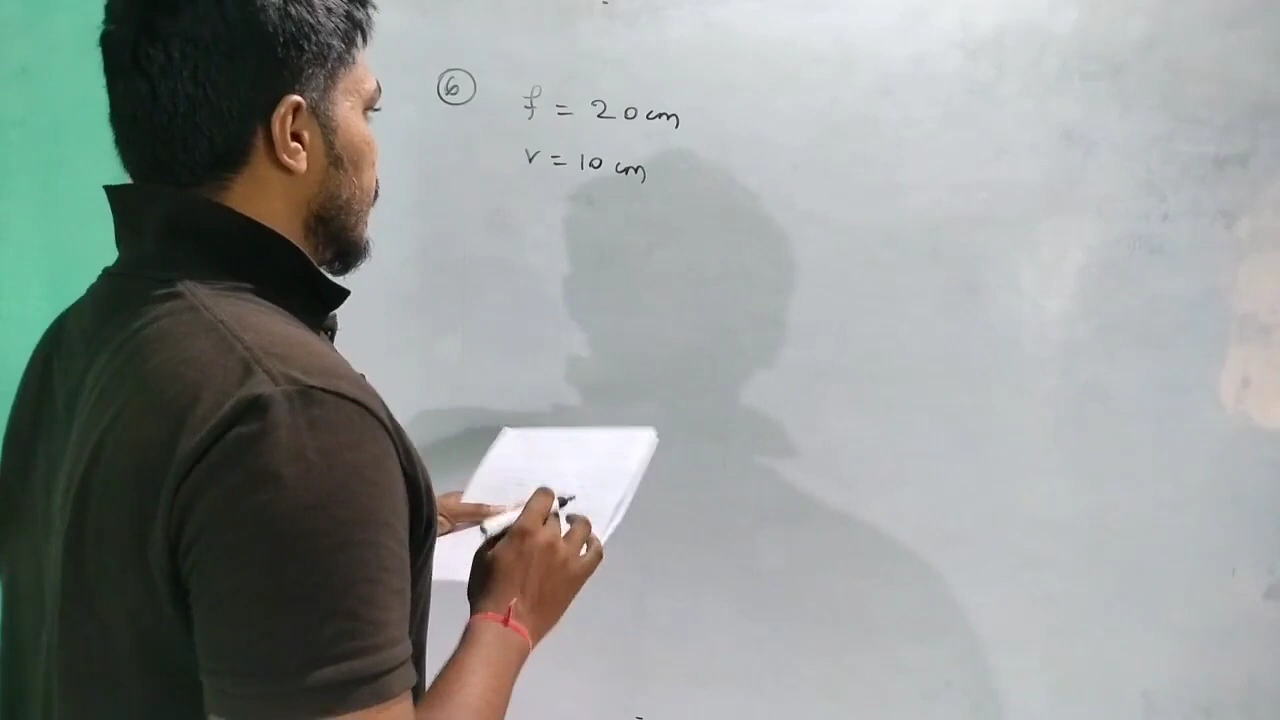 ⑥ f = 20 cm
v = 10 cm